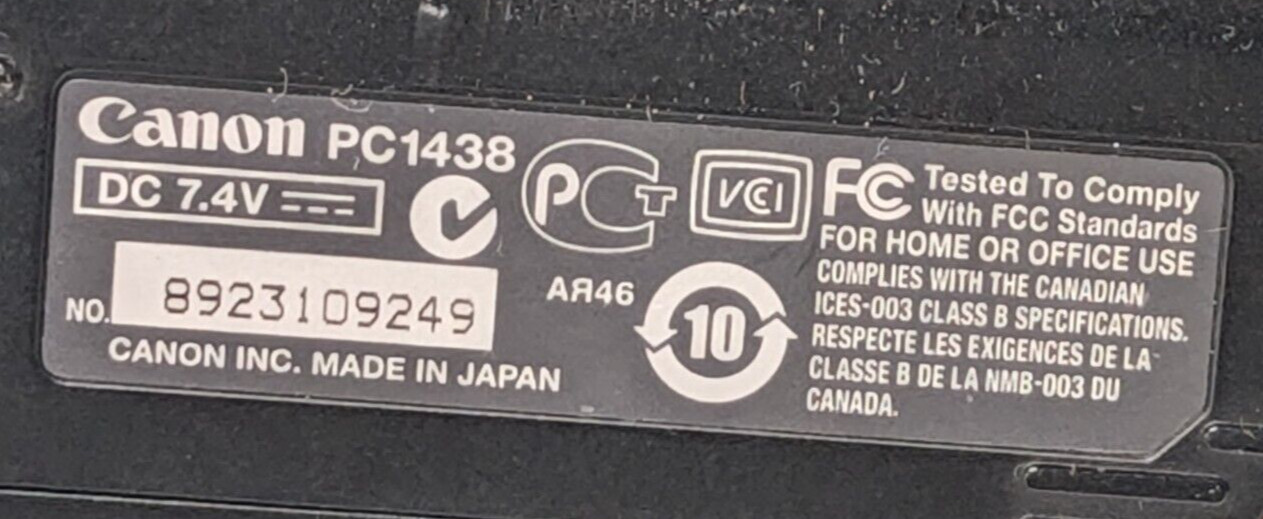 Canon PC1438
DC 7.4V
NO. 8923109249
CANON INC. MADE IN JAPAN
PCT
АЯ46
VCI
10
FC Tested To Comply
With FCC Standards
FOR HOME OR OFFICE USE
COMPLIES WITH THE CANADIAN
ICES-003 CLASS B SPECIFICATIONS.
RESPECTE LES EXIGENCES DE LA
CLASSE B DE LA NMB-003 DU
CANADA.